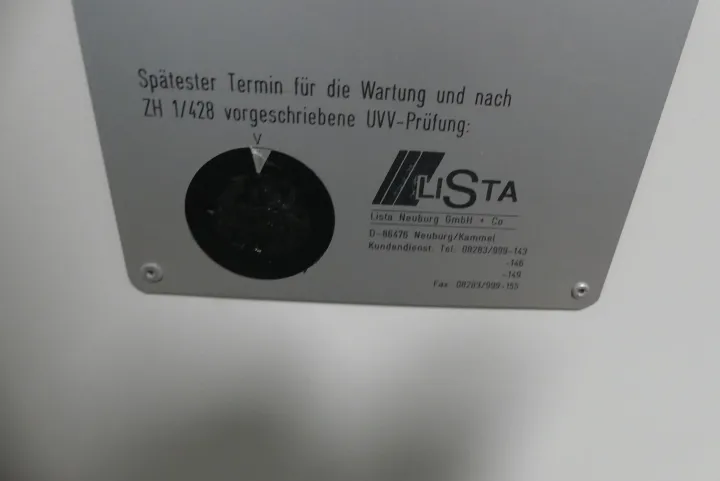 Spätester Termin für die Wartung und nach
ZH 1/428 vorgeschriebene UVV-Prüfung:
V
LISTA
Lista Neuburg GmbH + Co
D-86476 Neuburg/Kammel
Kundendienst Tel. 08283/999-143
-146
-149
Fax 08283/999-153